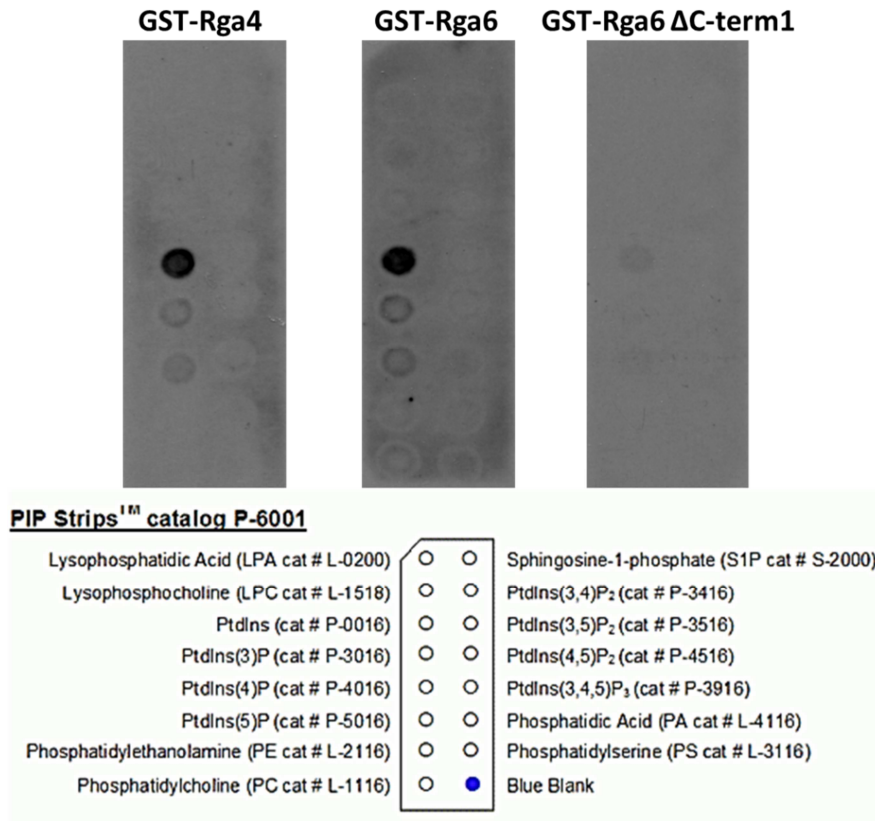 GST-Rga4
GST-Rga6
GST-Rga6 ΔC-term1
PIP Strips™ catalog P-6001
Lysophosphatidic Acid (LPA cat # L-0200)
Sphingosine-1-phosphate (S1P cat # S-2000)
Lysophosphocholine (LPC cat # L-1518)
PtdIns(3,4)P₂ (cat # P-3416)
PtdIns (cat # P-0016)
PtdIns(3,5)P₂ (cat # P-3516)
PtdIns(3)P (cat # P-3016)
PtdIns(4,5)P₂ (cat # P-4516)
PtdIns(4)P (cat # P-4016)
PtdIns(3,4,5)P₃ (cat # P-3916)
PtdIns(5)P (cat # P-5016)
Phosphatidic Acid (PA cat # L-4116)
Phosphatidylethanolamine (PE cat # L-2116)
Phosphatidylserine (PS cat # L-3116)
Phosphatidylcholine (PC cat # L-1116)
Blue Blank